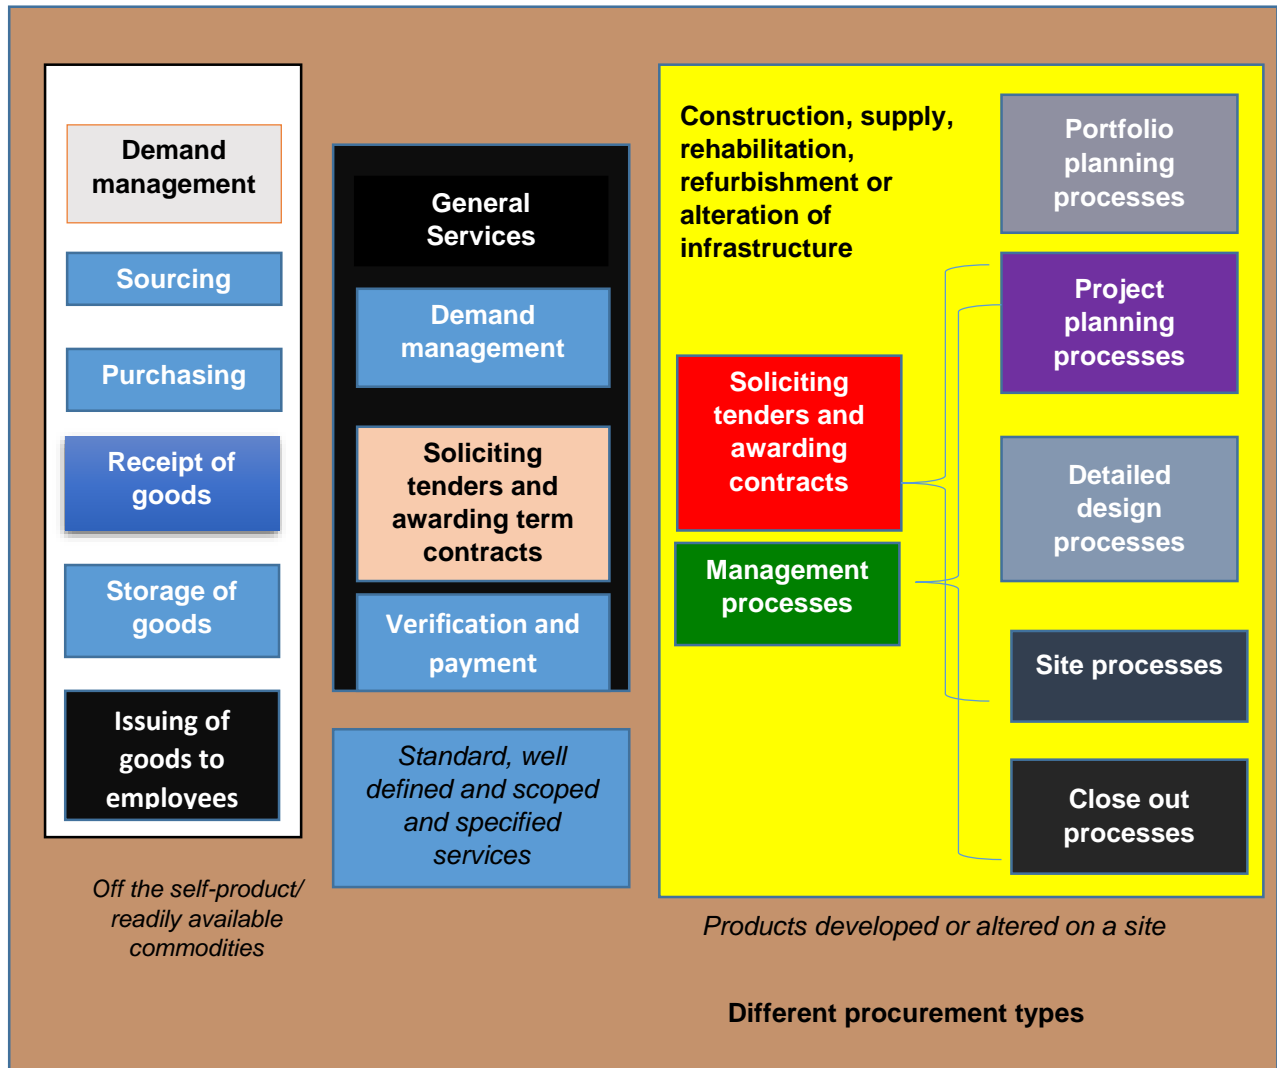 Demand
management
Sourcing
Purchasing
Receipt of
goods
Storage of
goods
Issuing of
goods to
employees
Off the self-product/
readily available
commodities
General
Services
Demand
management
Soliciting
tenders and
awarding term
contracts
Verification and
payment
Standard, well
defined and scoped
and specified
services
Construction, supply,
rehabilitation,
refurbishment or
alteration of
infrastructure
Soliciting
tenders and
awarding
contracts
Management
processes
Portfolio
planning
processes
Project
planning
processes
Detailed
design
processes
Site processes
Close out
processes
Products developed or altered on a site
Different procurement types